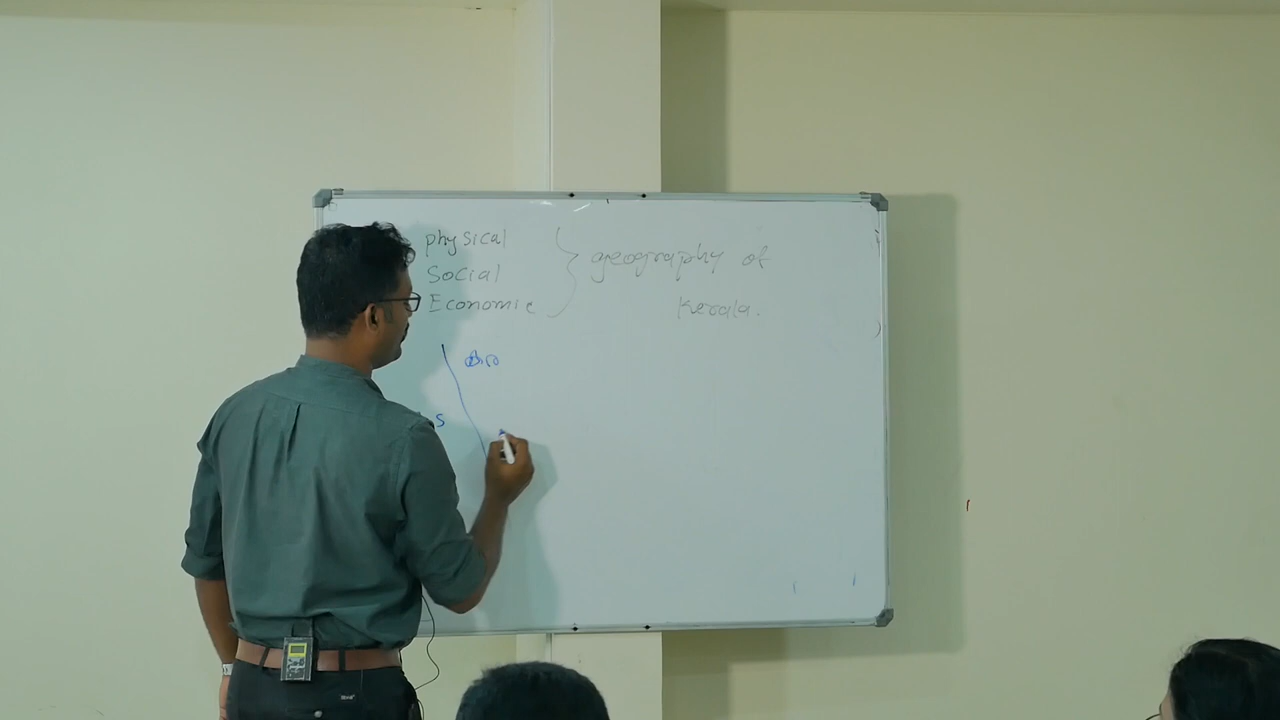 physical
Social
Economic
} geography of
Kerala.
s